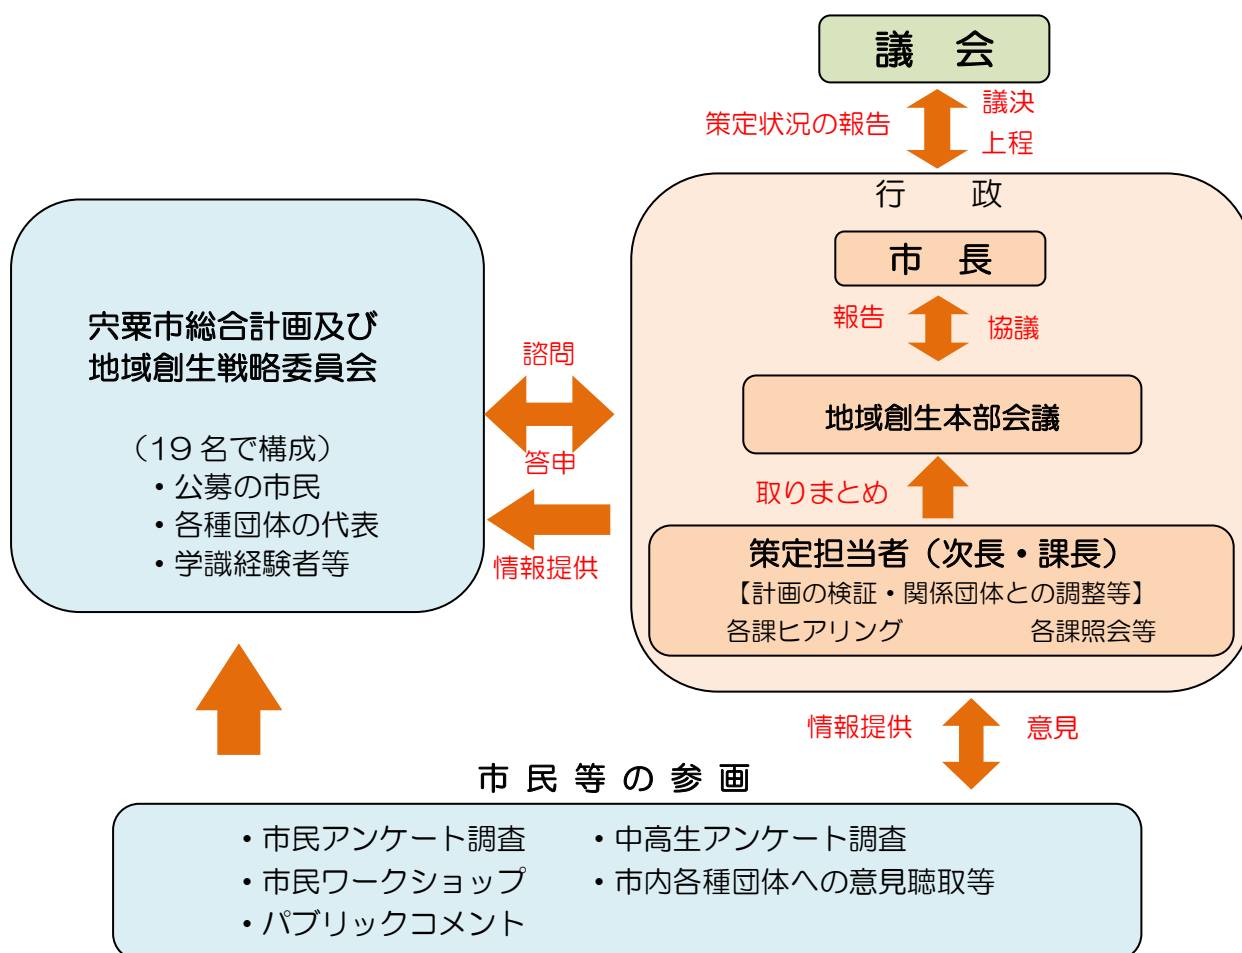 議　会
策定状況の報告
議決
上程
行　　政
市　長
報告
協議
地域創生本部会議
取りまとめ
策定担当者（次長・課長）
【計画の検証・関係団体との調整等】
各課ヒアリング　　　　各課照会等
宍粟市総合計画及び
地域創生戦略委員会
（19 名で構成）
・公募の市民
・各種団体の代表
・学識経験者等
諮問
答申
情報提供
情報提供
意見
市 民 等 の 参 画
・市民アンケート調査　　・中高生アンケート調査
・市民ワークショップ　　・市内各種団体への意見聴取等
・パブリックコメント